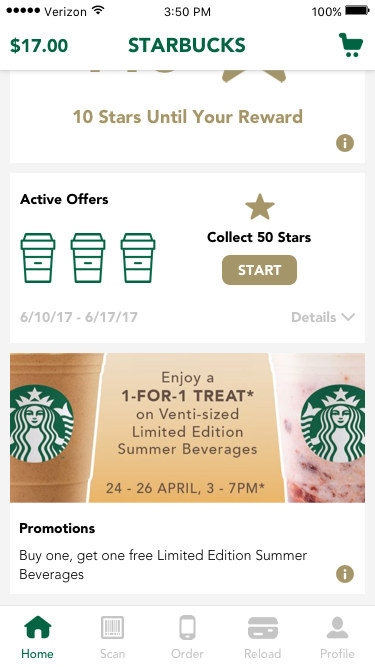 Verizon 3:50 PM 100%
$17.00 STARBUCKS
10 Stars Until Your Reward
Active Offers
Collect 50 Stars
START
6/10/17 - 6/17/17
Details
Enjoy a
1-FOR-1 TREAT*
on Venti-sized
Limited Edition
Summer Beverages
24 - 26 APRIL, 3 - 7PM*
Promotions
Buy one, get one free Limited Edition Summer
Beverages
Home Scan Order Reload Profile